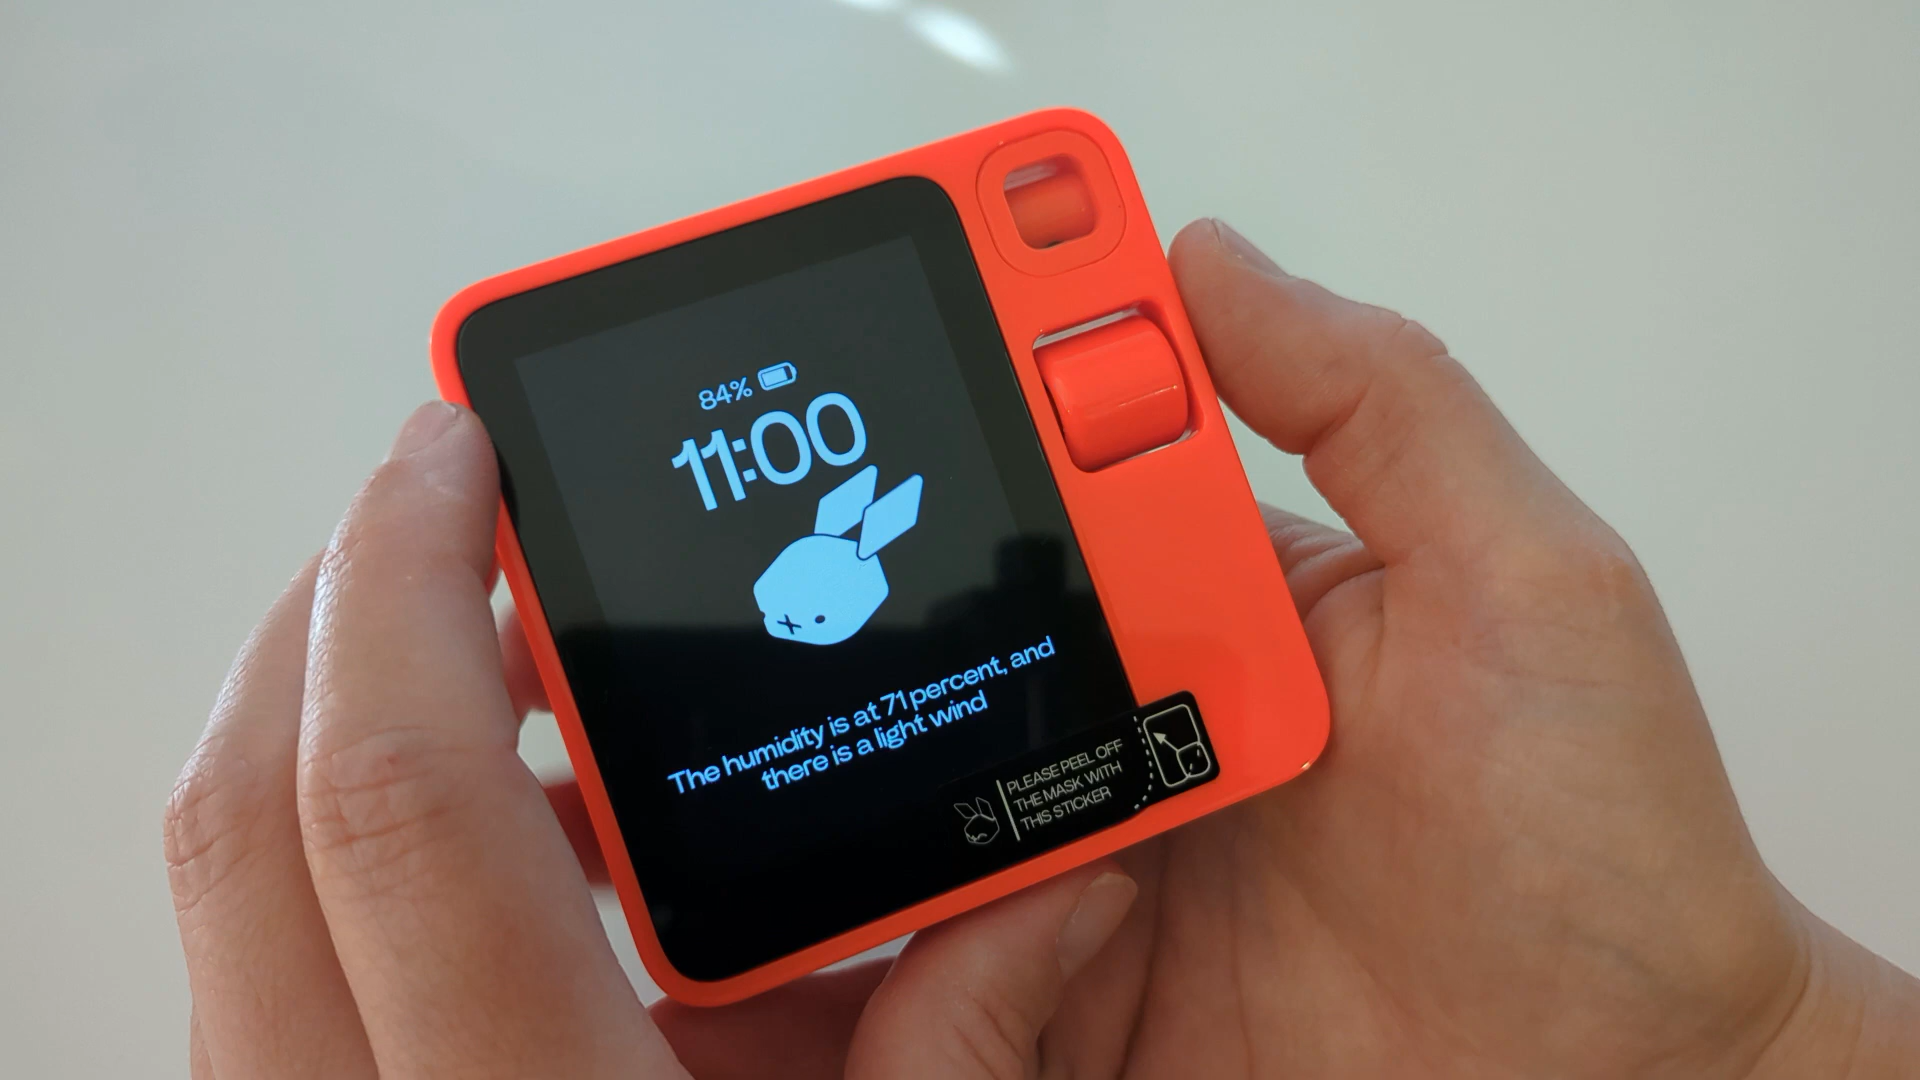 84%
11:00
The humidity is at 71 percent, and
there is a light wind
PLEASE PEEL OFF
THE MASK WITH
THIS STICKER